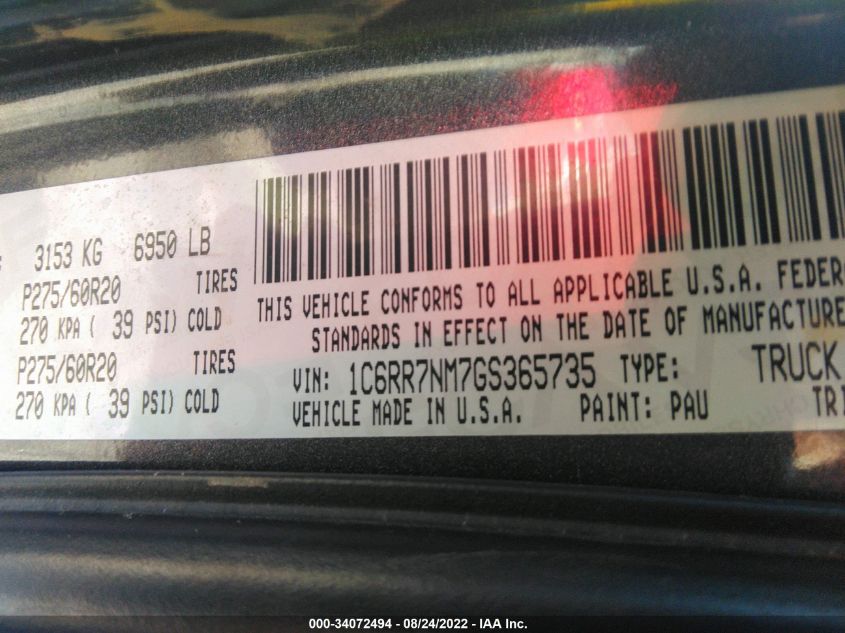 3153 KG 6950 LB
P275/60R20 TIRES
270 KPA ( 39 PSI) COLD
P275/60R20 TIRES
270 KPA ( 39 PSI) COLD
THIS VEHICLE CONFORMS TO ALL APPLICABLE U.S.A. FEDER
STANDARDS IN EFFECT ON THE DATE OF MANUFACTURE
VIN: 1C6RR7NM7GS365735 TYPE: TRUCK
VEHICLE MADE IN U.S.A. PAINT: PAU TRI
000-34072494 - 08/24/2022 - IAA Inc.